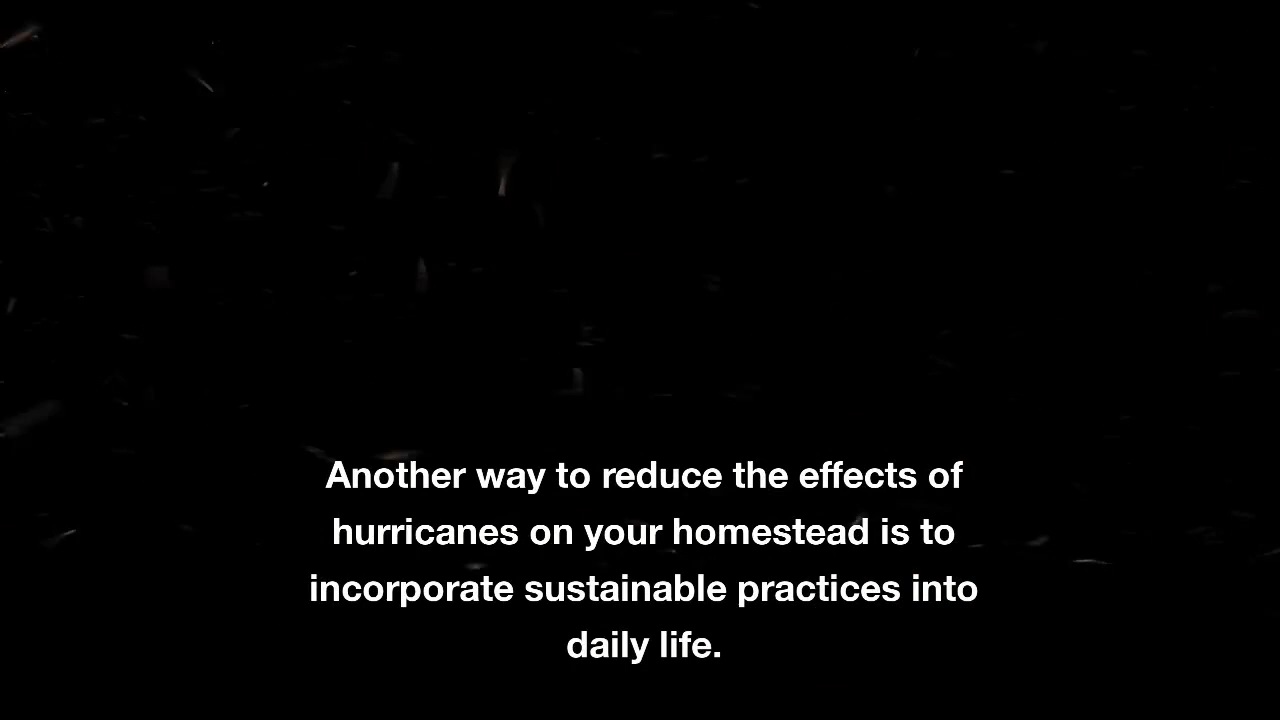 Another way to reduce the effects of
hurricanes on your homestead is to
incorporate sustainable practices into
daily life.